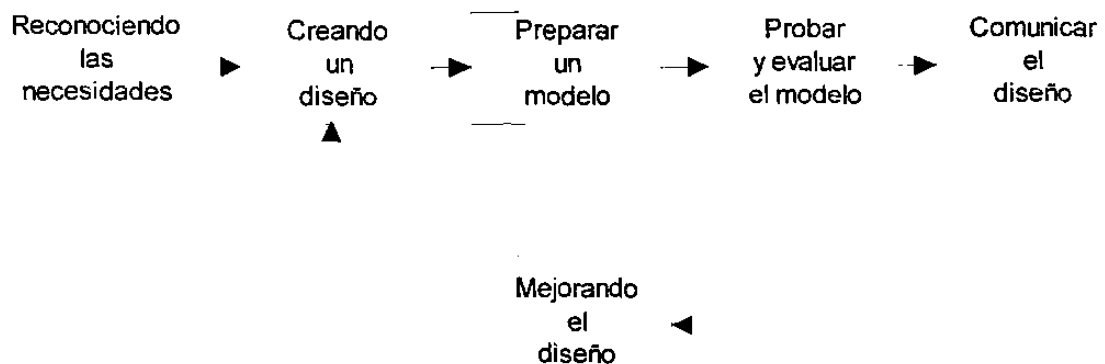 Reconociendo
las
necesidades
Creando
un
diseño
Preparar
un
modelo
Probar
y evaluar
el modelo
Comunicar
el
diseño
Mejorando
el
diseño